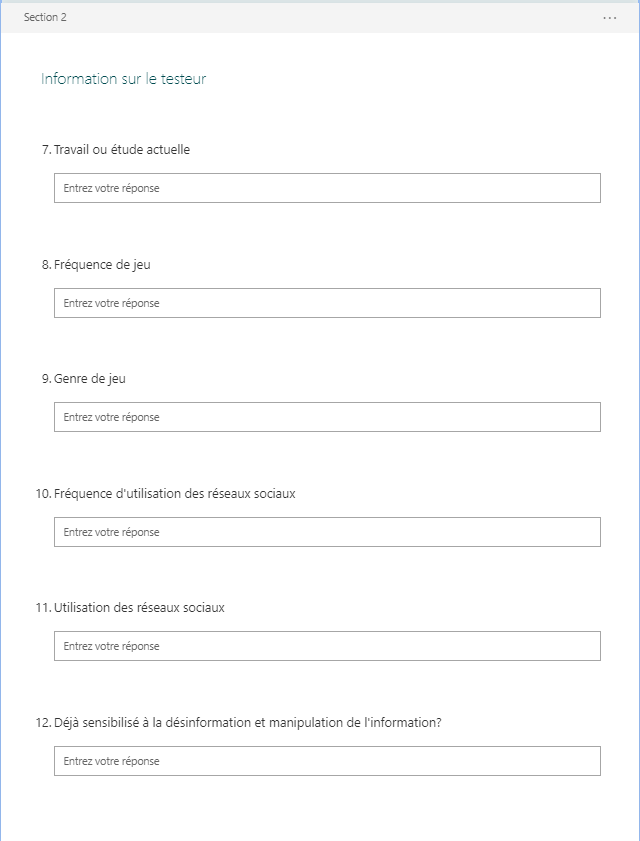 Section 2
...
Information sur le testeur
7. Travail ou étude actuelle
Entrez votre réponse
8. Fréquence de jeu
Entrez votre réponse
9. Genre de jeu
Entrez votre réponse
10. Fréquence d'utilisation des réseaux sociaux
Entrez votre réponse
11. Utilisation des réseaux sociaux
Entrez votre réponse
12. Déjà sensibilisé à la désinformation et manipulation de l'information?
Entrez votre réponse